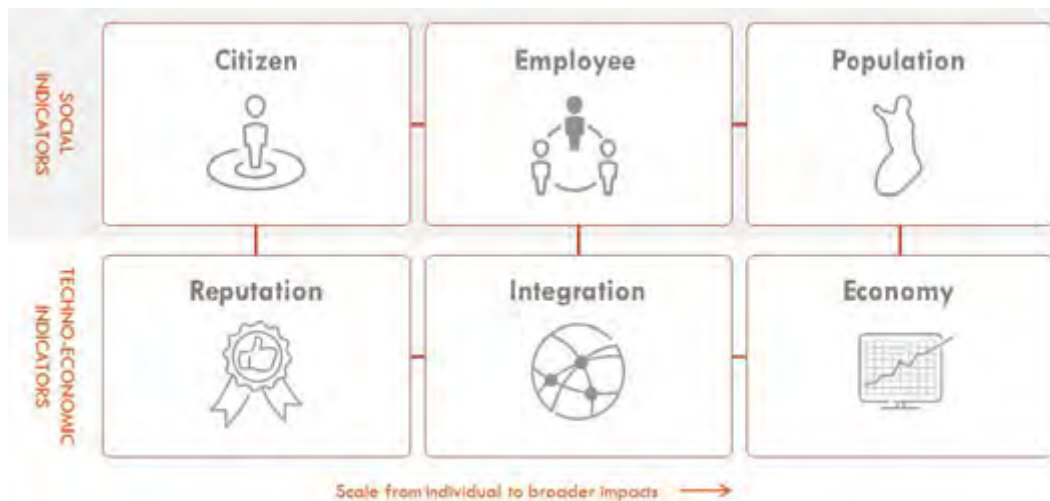 SOCIAL
INDICATORS
Citizen
Employee
Population
TECHNO-ECONOMIC
INDICATORS
Reputation
Integration
Economy
Scale from individual to broader impacts